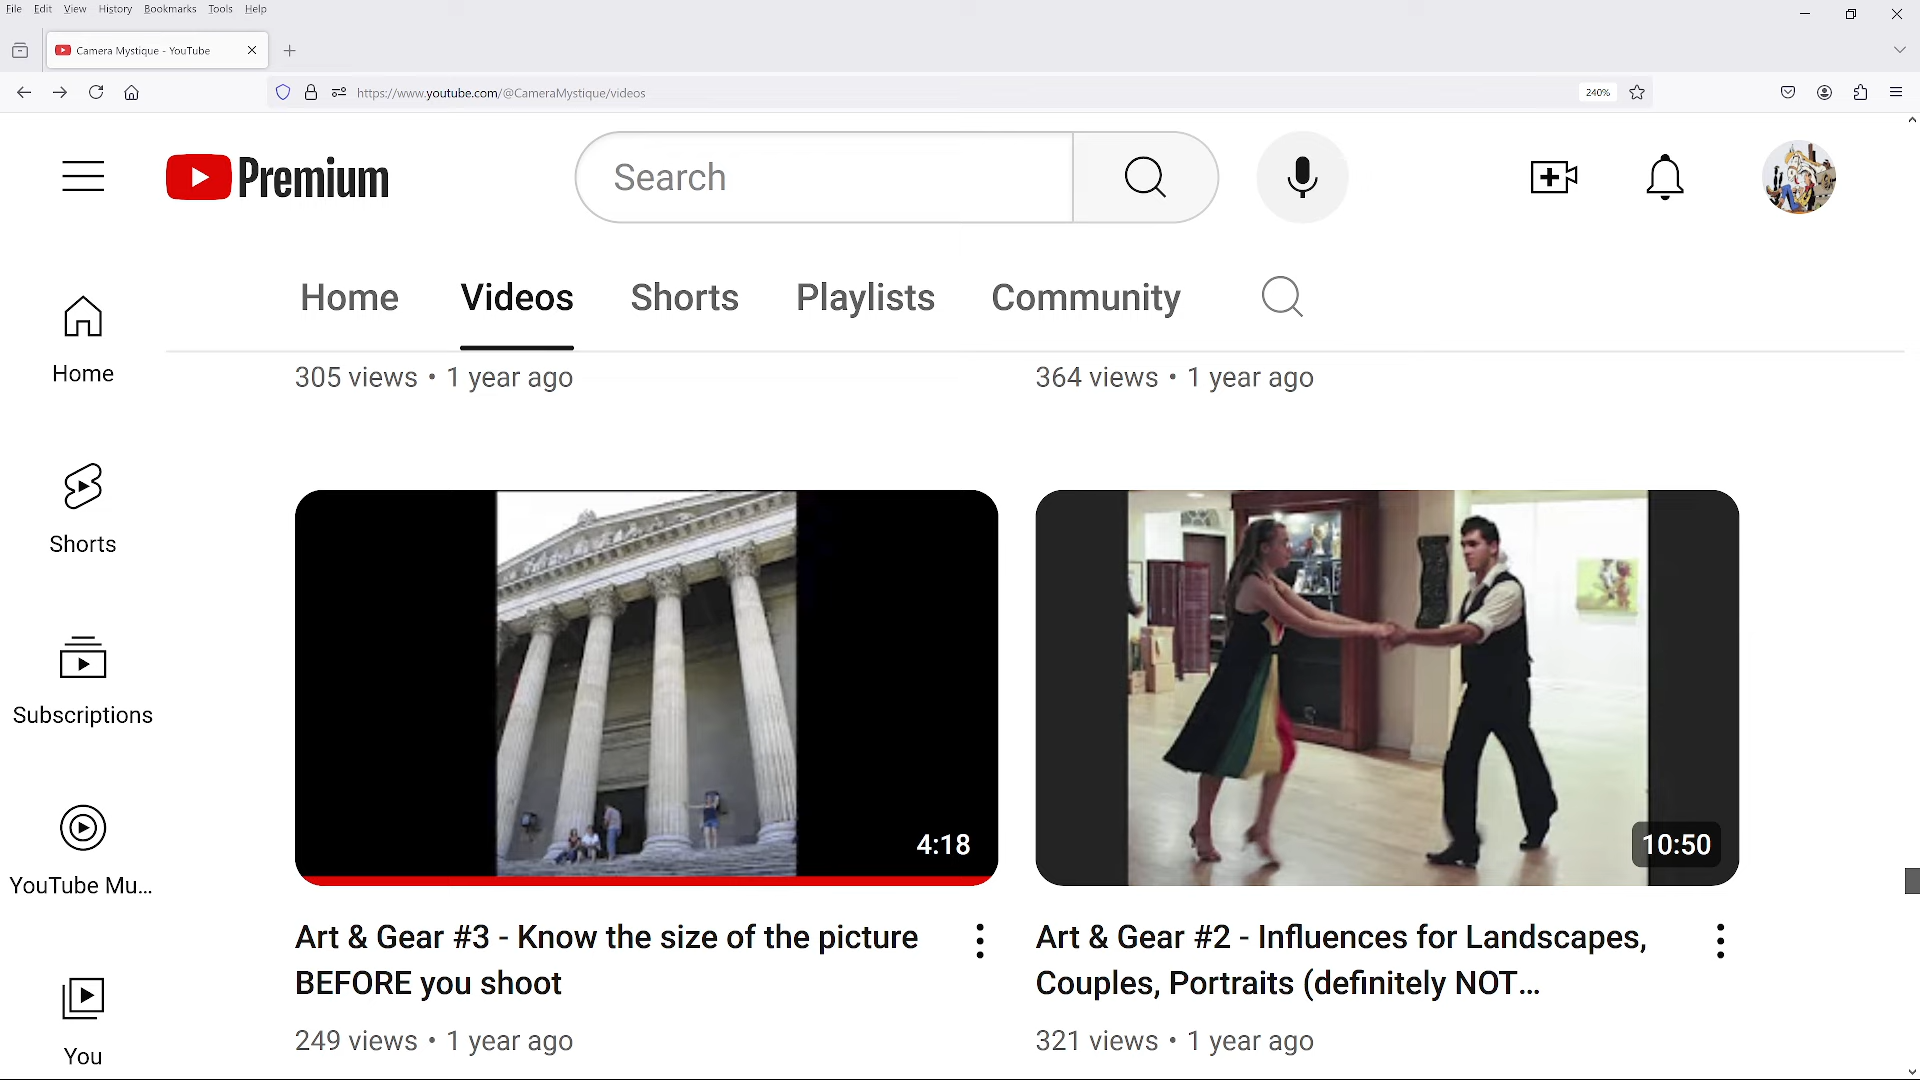 File Edit View History Bookmarks Tools Help
Camera Mystique - YouTube
https://www.youtube.com/@CameraMystique/videos 240%
Premium
Search
Home Videos Shorts Playlists Community
Home
305 views • 1 year ago
364 views • 1 year ago
Shorts
Subscriptions
YouTube Mu...
You
4:18
10:50
Art & Gear #3 - Know the size of the picture
BEFORE you shoot
249 views • 1 year ago
Art & Gear #2 - Influences for Landscapes,
Couples, Portraits (definitely NOT...
321 views • 1 year ago